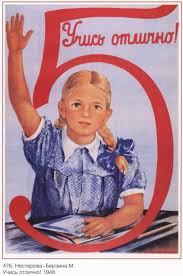 Учись отлично!
5
476. Нестерова-Берзина М.
Учись отлично! 1948